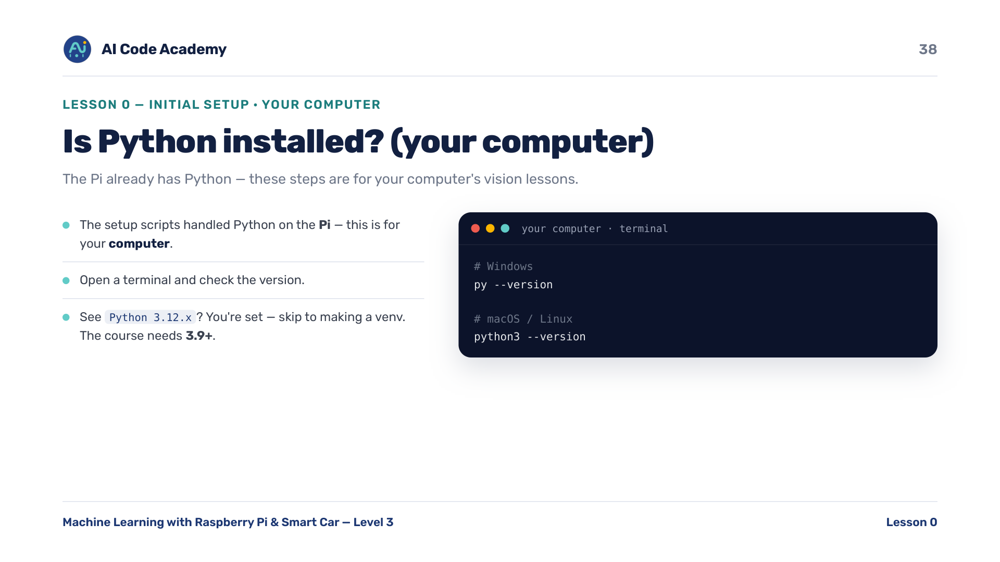 AI Code Academy
38
LESSON 0 — INITIAL SETUP · YOUR COMPUTER
Is Python installed? (your computer)
The Pi already has Python — these steps are for your computer's vision lessons.
The setup scripts handled Python on the Pi — this is for
your computer.
Open a terminal and check the version.
See Python 3.12.x? You're set — skip to making a venv.
The course needs 3.9+.
your computer · terminal
# Windows
py --version
# macOS / Linux
python3 --version
Machine Learning with Raspberry Pi & Smart Car — Level 3
Lesson 0